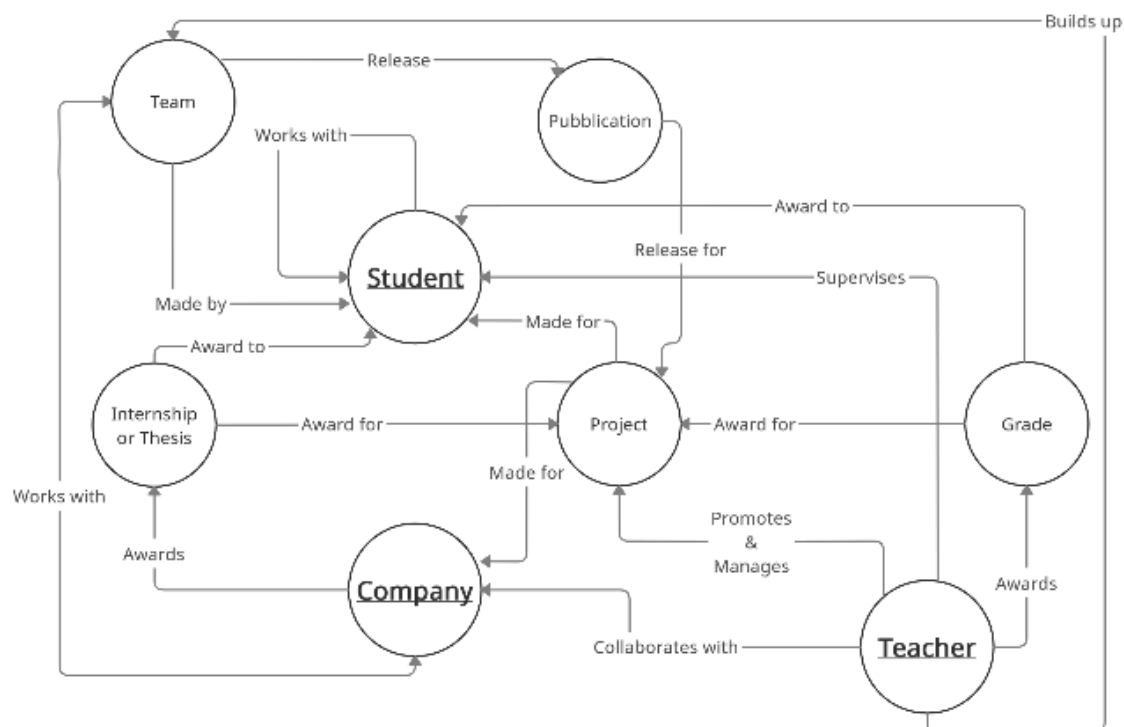 Builds up
Release
Team
Pubblication
Works with
Award to
Release for
Student
Supervises
Made by
Made for
Award to
Internship
or Thesis
Award for
Project
Award for
Grade
Made for
Works with
Promotes
&
Manages
Awards
Company
Awards
Collaborates with
Teacher